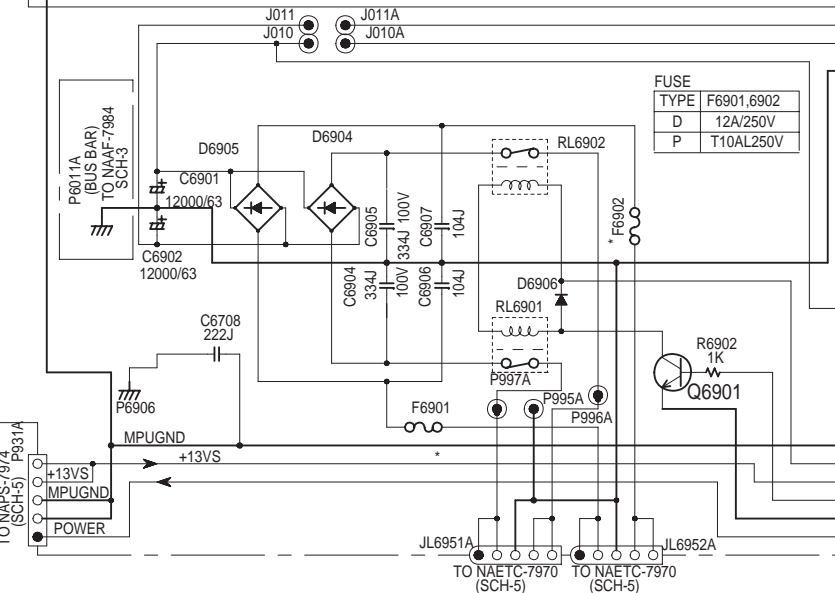 J011
J011A
J010
J010A
FUSE
TYPE F6901,6902
D 12A/250V
P T10AL250V
P6011A
(BUS BAR)
TO NAAF-7984
SCH-3
D6905
D6904
RL6902
C6901
12000/63
C6902
12000/63
C6905
334J 100V
C6907
104J
C6904
334J
100V
C6906
104J
F6902
*
D6906
RL6901
C6708
222J
R6902
1K
Q6901
P997A
P995A
P996A
P6906
F6901
*
MPUGND
+13VS
P931A
TO NAPS-7974
(SCH-5)
+13VS
MPUGND
POWER
JL6951A
JL6952A
TO NAETC-7970
(SCH-5)
TO NAETC-7970
(SCH-5)